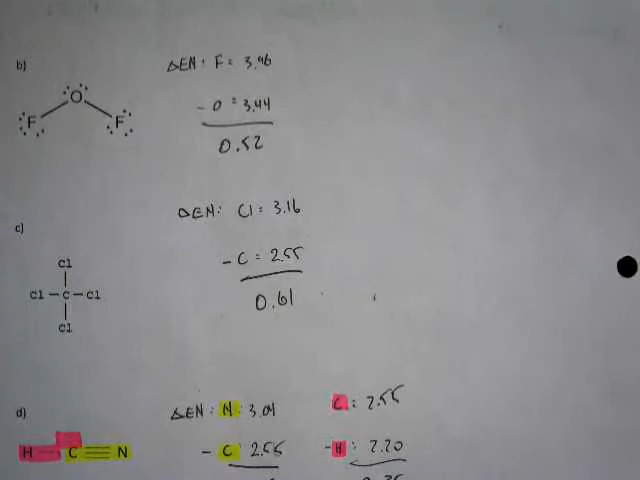 b)
ΔEN: F = 3.96
O
- O = 3.44
F F
0.52
ΔEN: Cl = 3.16
c)
- C = 2.55
Cl
Cl - C - Cl
0.61
Cl
d)
ΔEN: N: 3.04 C: 2.55
H - C ≡ N
- C: 2.55 - H: 2.20